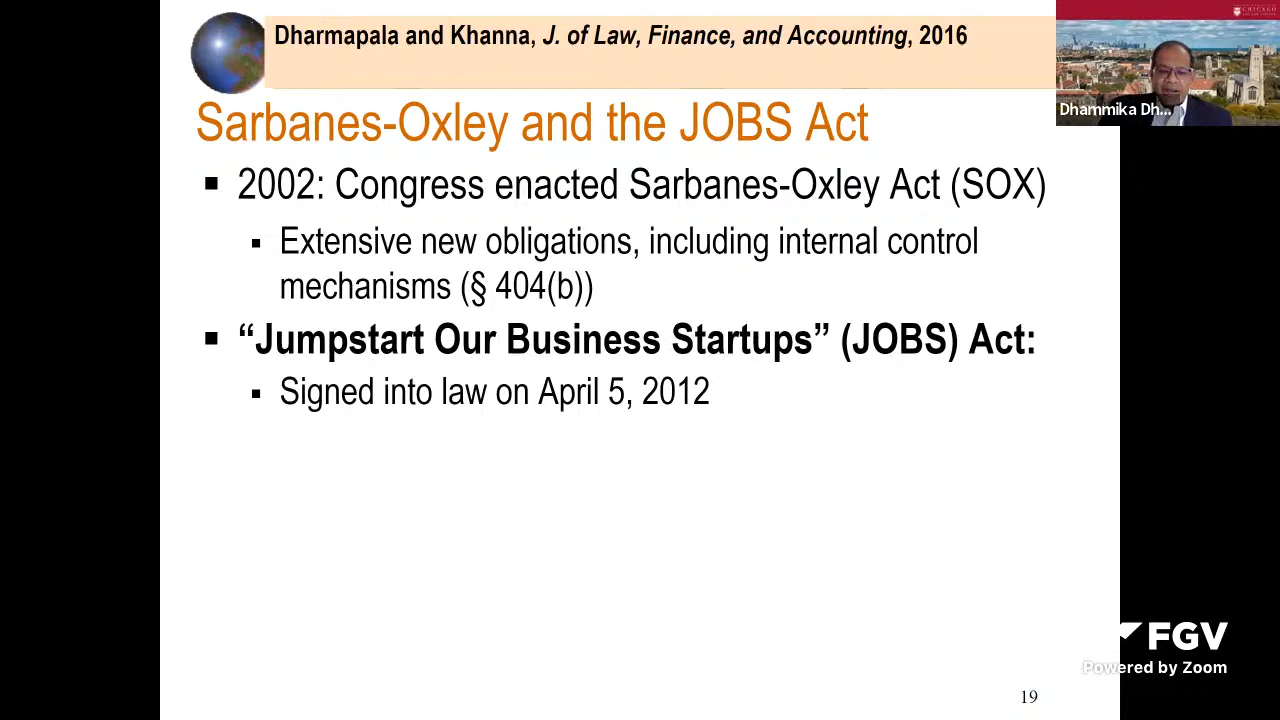 Dharmapala and Khanna, J. of Law, Finance, and Accounting, 2016
CHICAGO
Sarbanes-Oxley and the JOBS Act
Dhammika Dh...
▪ 2002: Congress enacted Sarbanes-Oxley Act (SOX)
▪ Extensive new obligations, including internal control
mechanisms (§ 404(b))
▪ “Jumpstart Our Business Startups” (JOBS) Act:
▪ Signed into law on April 5, 2012
FGV
Powered by Zoom
19